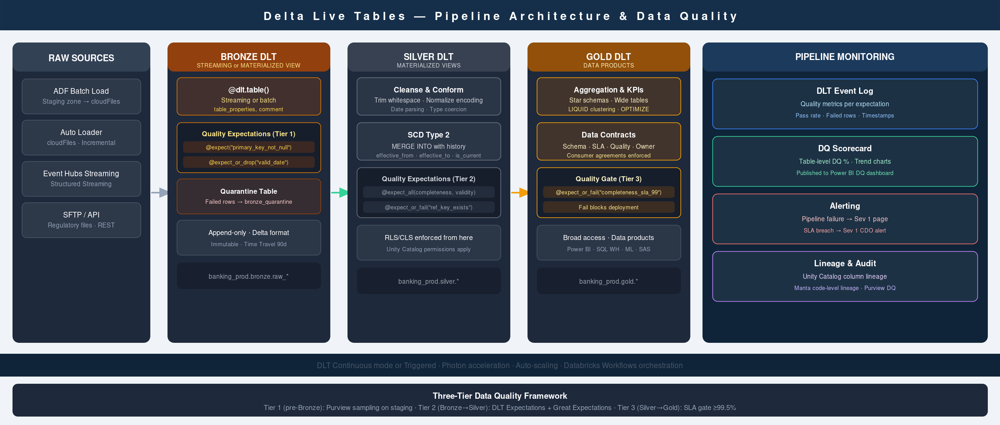 Delta Live Tables — Pipeline Architecture & Data Quality
RAW SOURCES
ADF Batch Load
Staging zone → cloudFiles
Auto Loader
cloudFiles · Incremental
Event Hubs Streaming
Structured Streaming
SFTP / API
Regulatory files · REST
BRONZE DLT
STREAMING or MATERIALIZED VIEW
@dlt.table()
Streaming or batch
table_properties, comment
Quality Expectations (Tier 1)
@expect("primary_key_not_null")
@expect_or_drop("valid_date")
Quarantine Table
Failed rows → bronze_quarantine
Append-only · Delta format
Immutable · Time Travel 90d
banking_prod.bronze.raw_*
SILVER DLT
MATERIALIZED VIEWS
Cleanse & Conform
Trim whitespace · Normalize encoding
Date parsing · Type coercion
SCD Type 2
MERGE INTO with history
effective_from · effective_to · is_current
Quality Expectations (Tier 2)
@expect_all(completeness, validity)
@expect_or_fail("ref_key_exists")
RLS/CLS enforced from here
Unity Catalog permissions apply
banking_prod.silver.*
GOLD DLT
DATA PRODUCTS
Aggregation & KPIs
Star schemas · Wide tables
LIQUID clustering · OPTIMIZE
Data Contracts
Schema · SLA · Quality · Owner
Consumer agreements enforced
Quality Gate (Tier 3)
@expect_or_fail("completeness_sla_99")
Fail blocks deployment
Broad access · Data products
Power BI · SQL WH · ML · SAS
banking_prod.gold.*
PIPELINE MONITORING
DLT Event Log
Quality metrics per expectation
Pass rate · Failed rows · Timestamps
DQ Scorecard
Table-level DQ % · Trend charts
Published to Power BI DQ dashboard
Alerting
Pipeline failure → Sev 1 page
SLA breach → Sev 1 CDO alert
Lineage & Audit
Unity Catalog column lineage
Manta code-level lineage · Purview DQ
DLT Continuous mode or Triggered · Photon acceleration · Auto-scaling · Databricks Workflows orchestration
Three-Tier Data Quality Framework
Tier 1 (pre-Bronze): Purview sampling on staging · Tier 2 (Bronze→Silver): DLT Expectations + Great Expectations · Tier 3 (Silver→Gold): SLA gate ≥99.5%